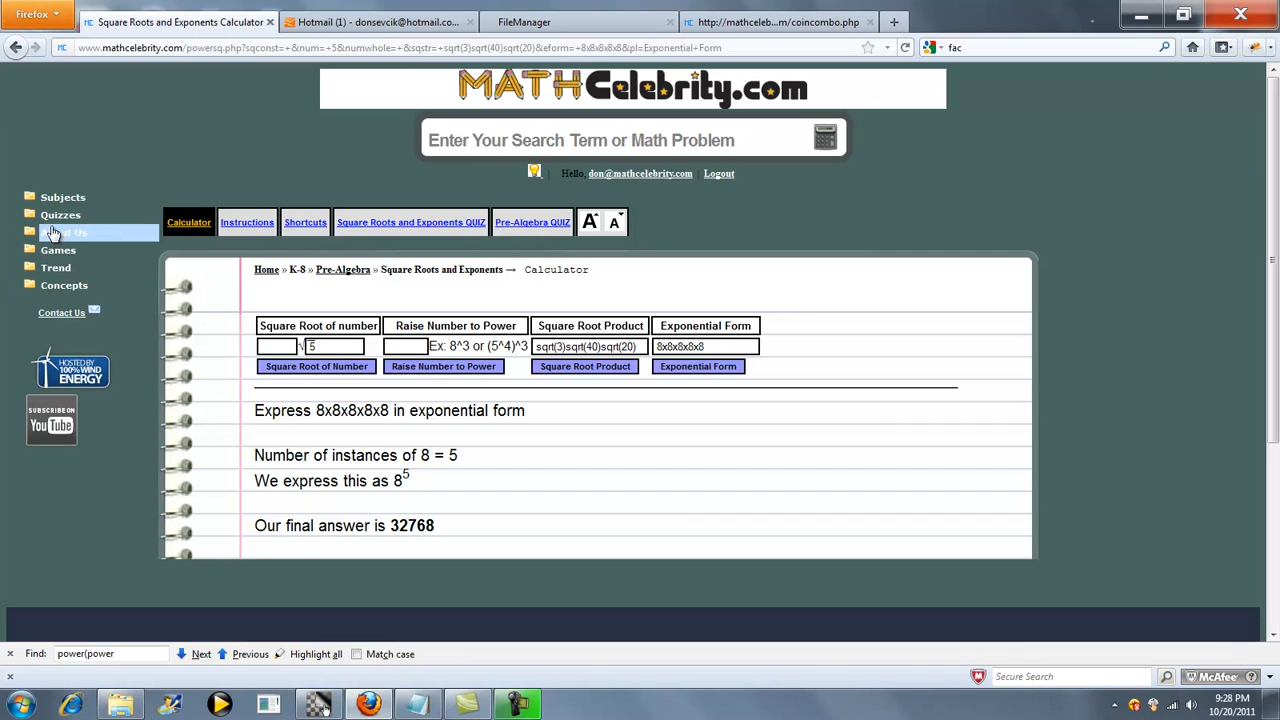 Firefox
Square Roots and Exponents Calculator
Hotmail (1) - donsevcik@hotmail.co...
FileManager
http://mathceleb...m/coincombo.php
www.mathcelebrity.com/powersq.php?sqconst=+&num=+5&numwhole=+&sqstr=+sqrt(3)sqrt(40)sqrt(20)&eform=+8x8x8x8x8&pl=Exponential+Form
fac
MATHCelebrity.com
Enter Your Search Term or Math Problem
Hello, don@mathcelebrity.com | Logout
Subjects
Quizzes
Games
Trend
Concepts
Contact Us
HOSTED BY
100% WIND
ENERGY
SUBSCRIBE ON
YouTube
Calculator
Instructions
Shortcuts
Square Roots and Exponents QUIZ
Pre-Algebra QUIZ
A A
Home » K-8 » Pre-Algebra » Square Roots and Exponents → Calculator
Square Root of number
Raise Number to Power
Square Root Product
Exponential Form
√ 5
Ex: 8^3 or (5^4)^3
sqrt(3)sqrt(40)sqrt(20)
8x8x8x8x8
Square Root of Number
Raise Number to Power
Square Root Product
Exponential Form
Express 8x8x8x8x8 in exponential form
Number of instances of 8 = 5
We express this as 8⁵
Our final answer is 32768
Find: power(power
Next
Previous
Highlight all
Match case
Secure Search
McAfee
9:28 PM
10/20/2011